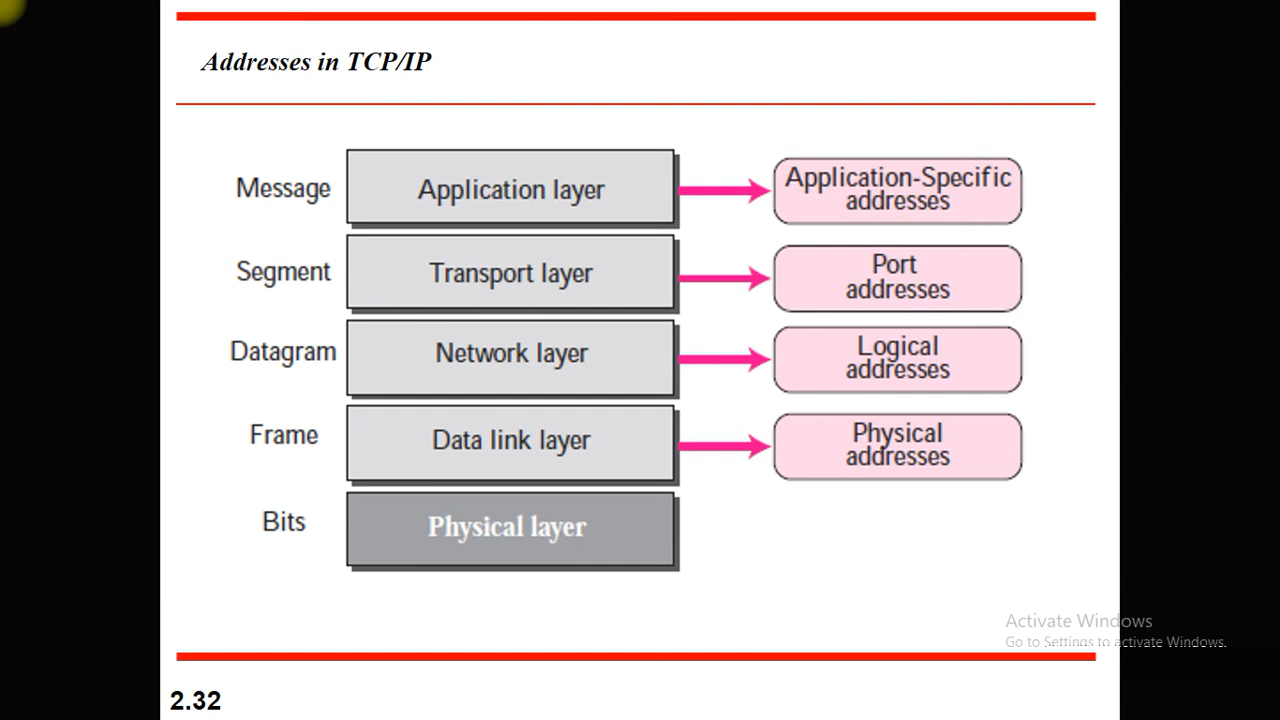 Addresses in TCP/IP
Message
Application layer
Application-Specific
addresses
Segment
Transport layer
Port
addresses
Datagram
Network layer
Logical
addresses
Frame
Data link layer
Physical
addresses
Bits
Physical layer
Activate Windows
Go to Settings to activate Windows.
2.32